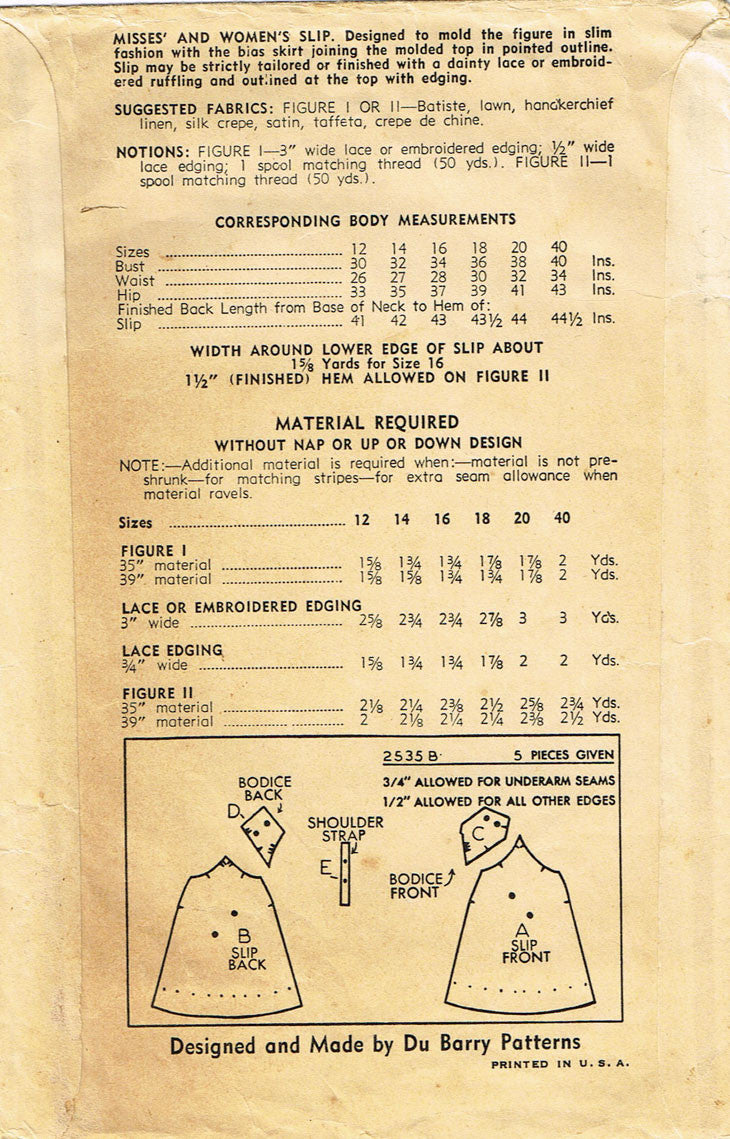 MISSES' AND WOMEN'S SLIP. Designed to mold the figure in slim
fashion with the bias skirt joining the molded top in pointed outline.
Slip may be strictly tailored or finished with a dainty lace or embroid-
ered ruffling and outlined at the top with edging.
SUGGESTED FABRICS: FIGURE I OR II—Batiste, lawn, handkerchief
linen, silk crepe, satin, taffeta, crepe de chine.
NOTIONS: FIGURE I—3" wide lace or embroidered edging; ½" wide
lace edging; 1 spool matching thread (50 yds.). FIGURE II—1
spool matching thread (50 yds.).
CORRESPONDING BODY MEASUREMENTS
Sizes ........ 12 14 16 18 20 40
Bust ........ 30 32 34 36 38 40 Ins.
Waist ........ 26 27 28 30 32 34 Ins.
Hip ........ 33 35 37 39 41 43 Ins.
Finished Back Length from Base of Neck to Hem of:
Slip ........ 41 42 43 43½ 44 44½ Ins.
WIDTH AROUND LOWER EDGE OF SLIP ABOUT
1⅝ Yards for Size 16
1½" (FINISHED) HEM ALLOWED ON FIGURE II
MATERIAL REQUIRED
WITHOUT NAP OR UP OR DOWN DESIGN
NOTE:—Additional material is required when:—material is not pre-
shrunk—for matching stripes—for extra seam allowance when
material ravels.
Sizes ........ 12 14 16 18 20 40
FIGURE I
35" material ........ 1⅝ 1¾ 1¾ 1⅞ 1⅞ 2 Yds.
39" material ........ 1⅝ 1⅝ 1¾ 1¾ 1⅞ 2 Yds.
LACE OR EMBROIDERED EDGING
3" wide ........ 2⅝ 2¾ 2¾ 2⅞ 3 3 Yds.
LACE EDGING
¾" wide ........ 1⅝ 1¾ 1¾ 1⅞ 2 2 Yds.
FIGURE II
35" material ........ 2⅛ 2¼ 2⅜ 2½ 2⅝ 2¾ Yds.
39" material ........ 2 2⅛ 2¼ 2¼ 2⅜ 2½ Yds.
2535 B 5 PIECES GIVEN
3/4" ALLOWED FOR UNDERARM SEAMS
1/2" ALLOWED FOR ALL OTHER EDGES
BODICE
BACK
D
SHOULDER
STRAP
E
C
BODICE
FRONT
B
SLIP
BACK
A
SLIP
FRONT
Designed and Made by Du Barry Patterns
PRINTED IN U. S. A.